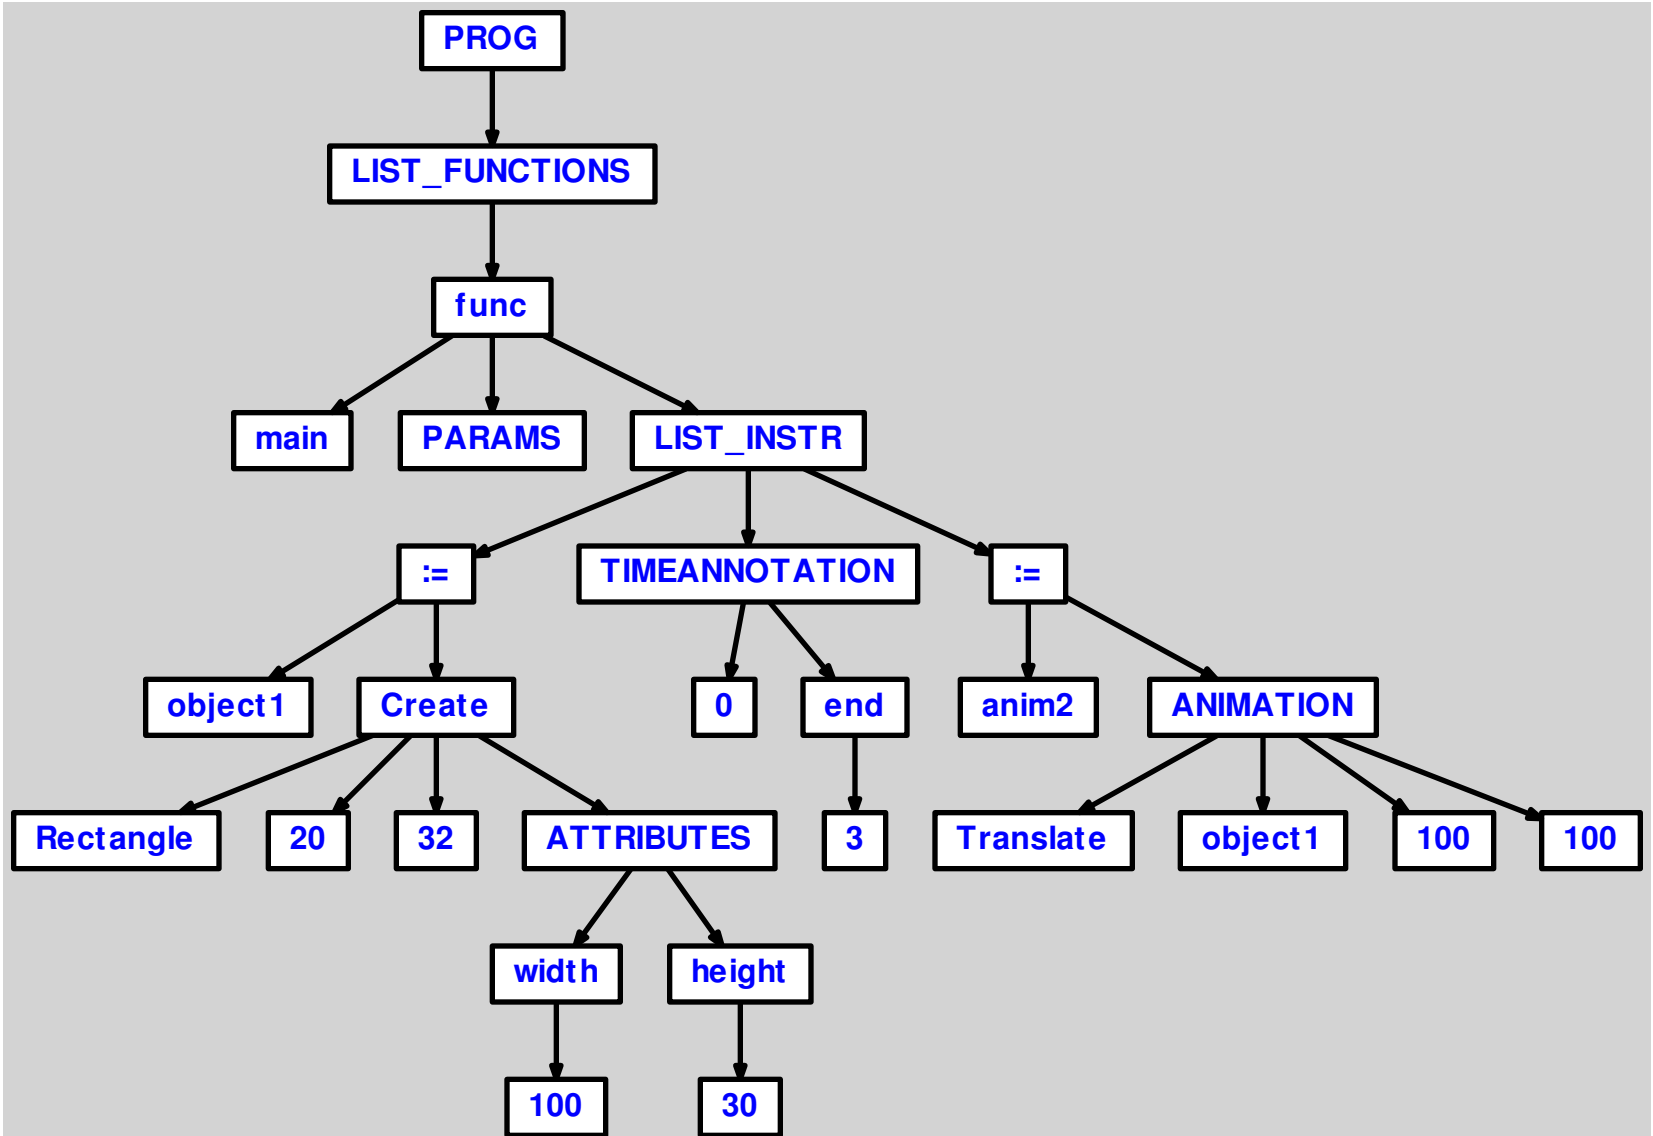 PROG
LIST_FUNCTIONS
func
main PARAMS LIST_INSTR
:= TIMEANNOTATION :=
object1 Create 0 end anim2 ANIMATION
Rectangle 20 32 ATTRIBUTES 3 Translate object1 100 100
width height
100 30